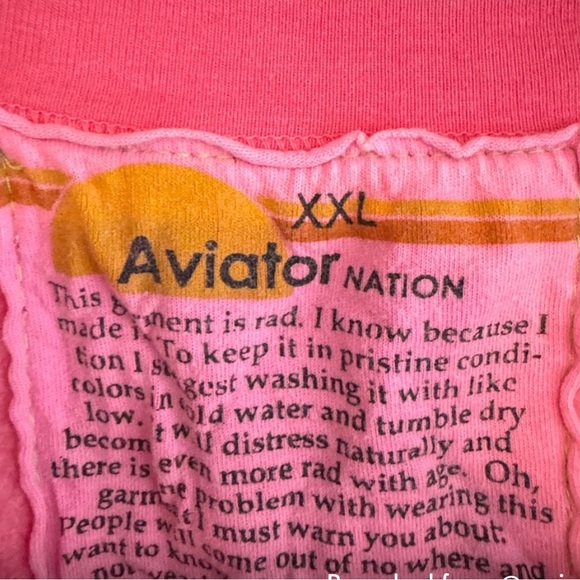 XXL
Aviator NATION
This garment is rad. I know because I
made it. To keep it in pristine condi-
tion I suggest washing it with like
colors in cold water and tumble dry
low. It will distress naturally and
become even more rad with age. Oh,
there is one problem with wearing this
garment I must warn you about.
People will come out of no where and
want to know